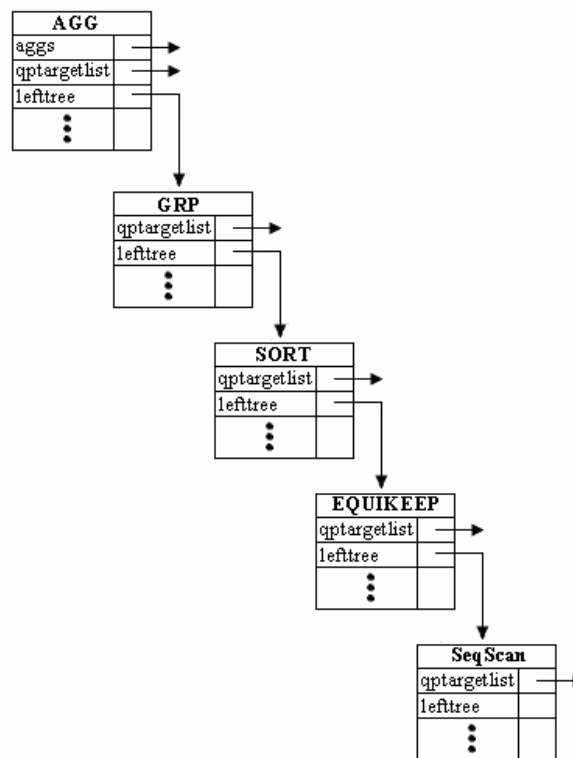 AGG
aggs
qptargetlist
lefttree
GRP
qptargetlist
lefttree
SORT
qptargetlist
lefttree
EQUIKEEP
qptargetlist
lefttree
SeqScan
qptargetlist
lefttree